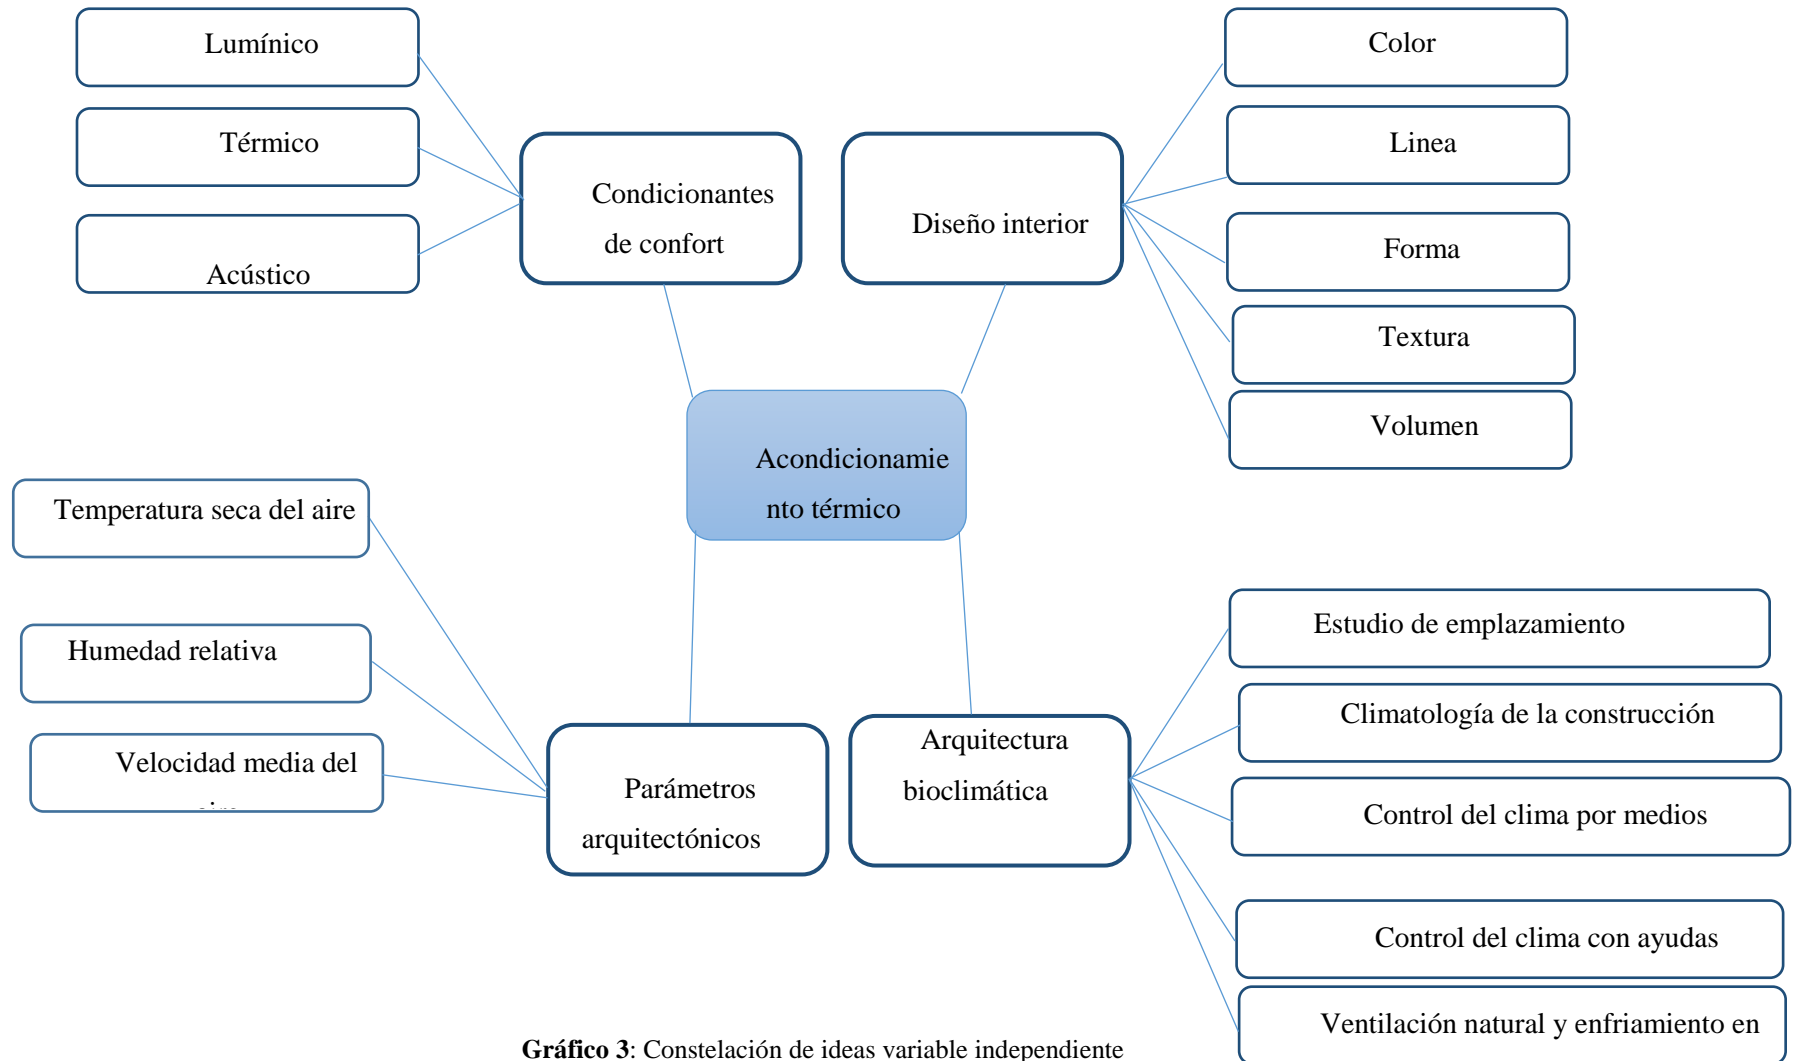 Lumínico
Térmico
Acústico
Condicionantes
de confort
Diseño interior
Color
Linea
Forma
Textura
Volumen
Acondicionamie
nto térmico
Temperatura seca del aire
Humedad relativa
Velocidad media del
Parámetros
arquitectónicos
Arquitectura
bioclimática
Estudio de emplazamiento
Climatología de la construcción
Control del clima por medios
Control del clima con ayudas
Ventilación natural y enfriamiento en
Gráfico 3: Constelación de ideas variable independiente